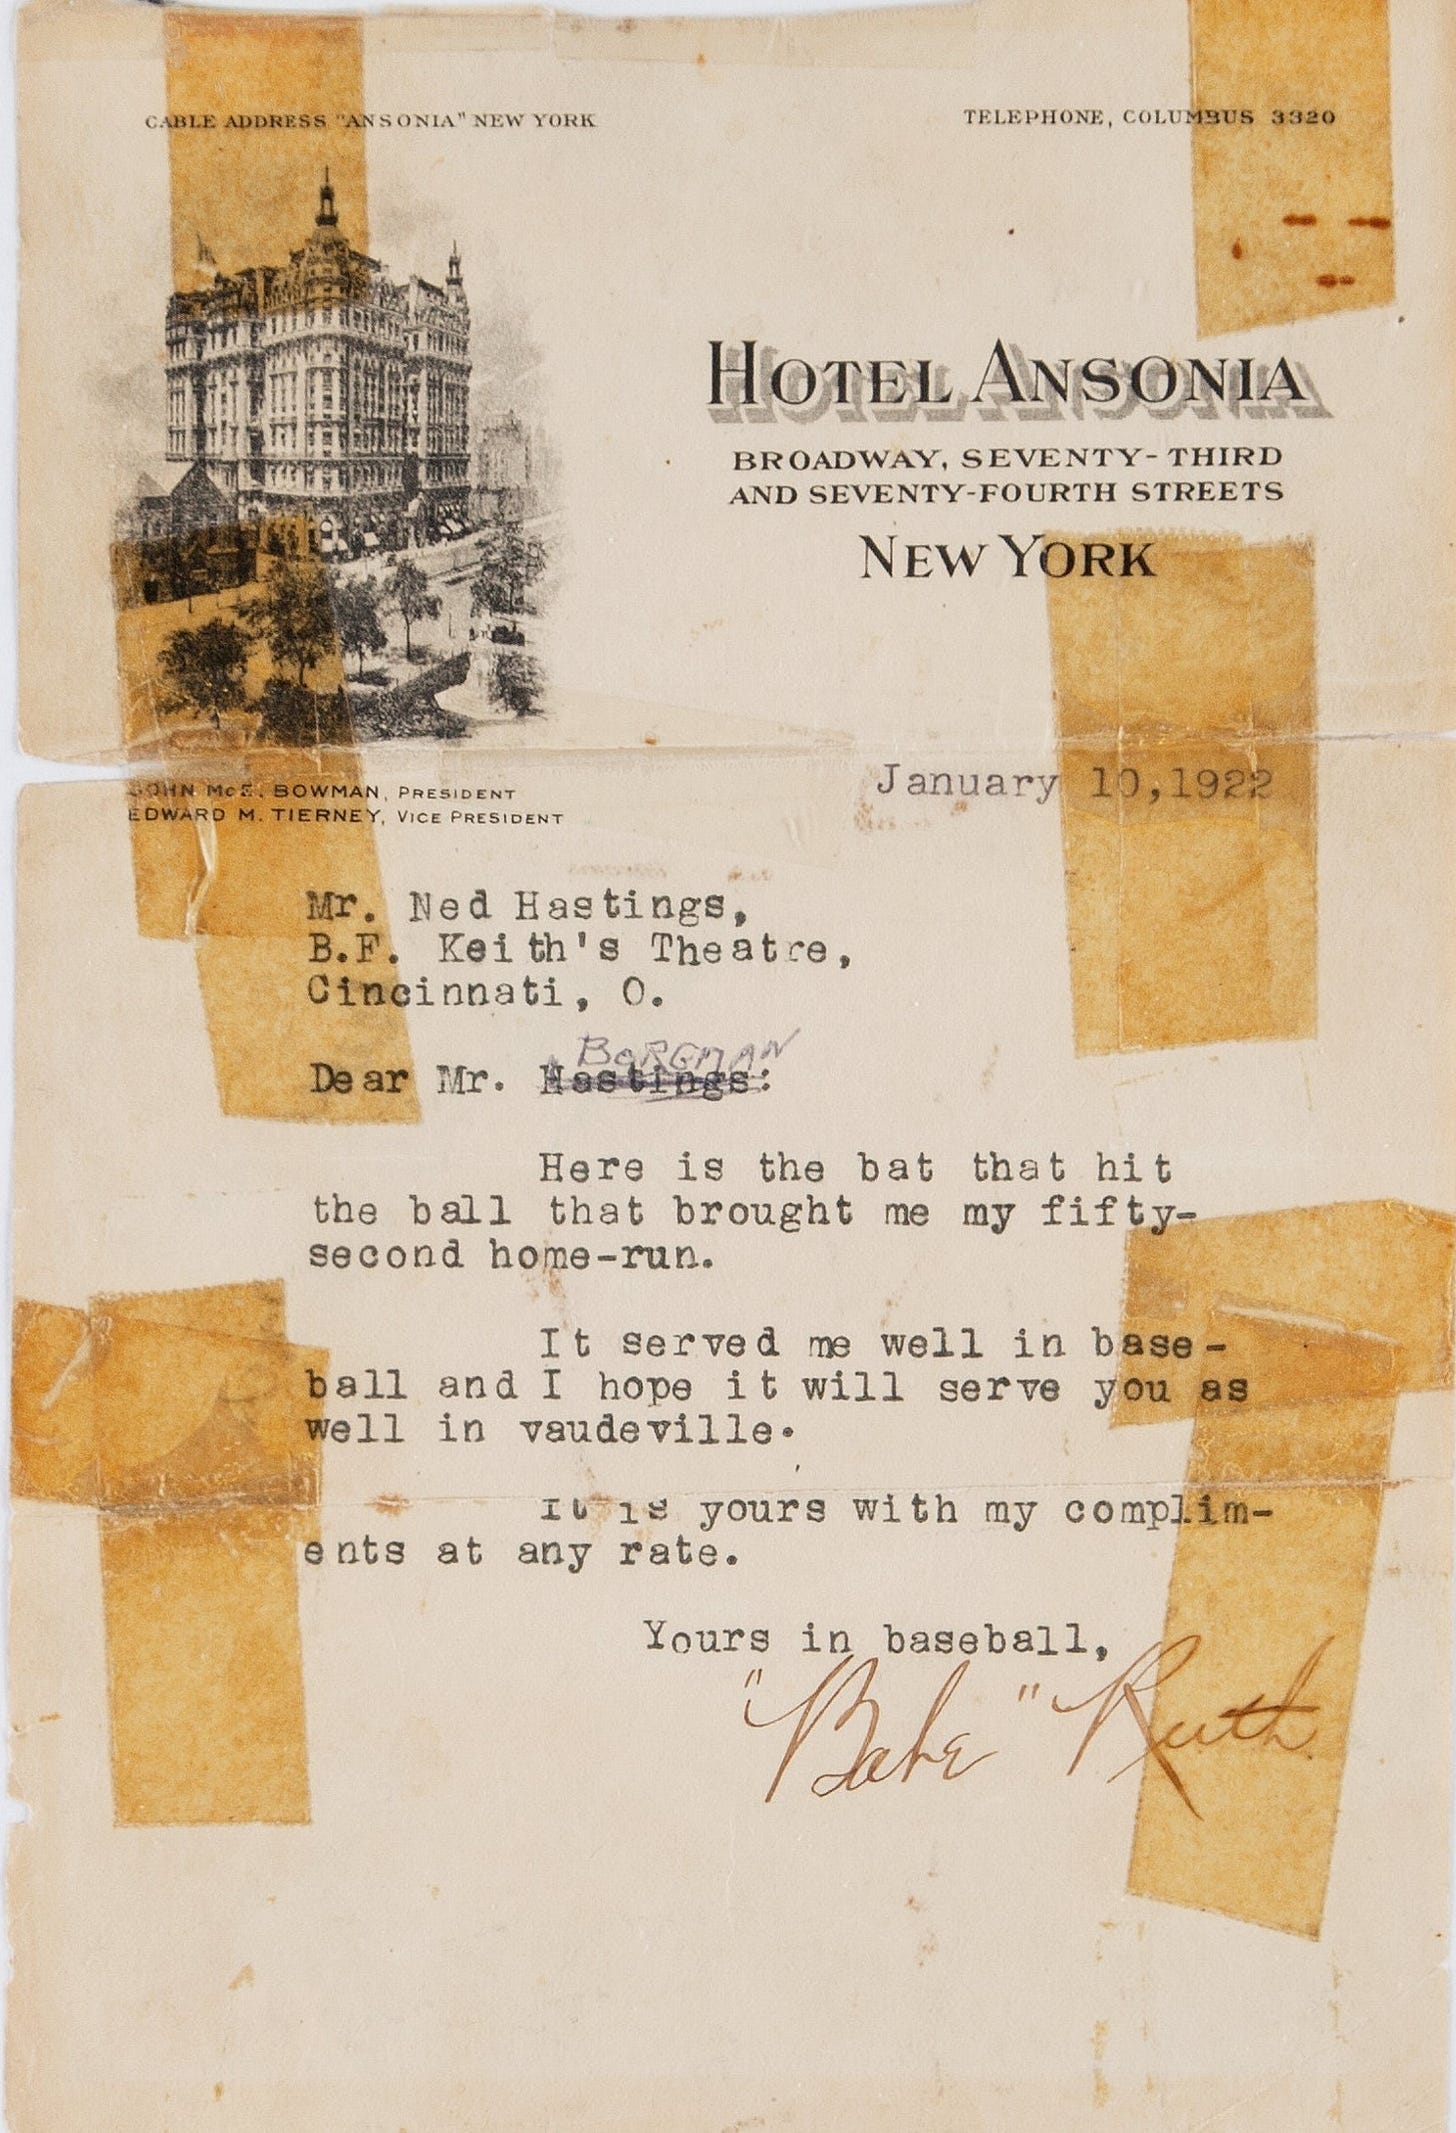 CABLE ADDRESS "ANSONIA" NEW YORK
TELEPHONE, COLUMBUS 3320
HOTEL ANSONIA
BROADWAY, SEVENTY-THIRD
AND SEVENTY-FOURTH STREETS
NEW YORK
January 10,1922
JOHN McE. BOWMAN, PRESIDENT
EDWARD M. TIERNEY, VICE PRESIDENT
Mr. Ned Hastings,
B.F. Keith's Theatre,
Cincinnati, O.
BORGMAN
Dear Mr. Hastings:
Here is the bat that hit
the ball that brought me my fifty-
second home-run.
It served me well in base-
ball and I hope it will serve you as
well in vaudeville.
It is yours with my complim-
ents at any rate.
Yours in baseball,
"Babe" Ruth